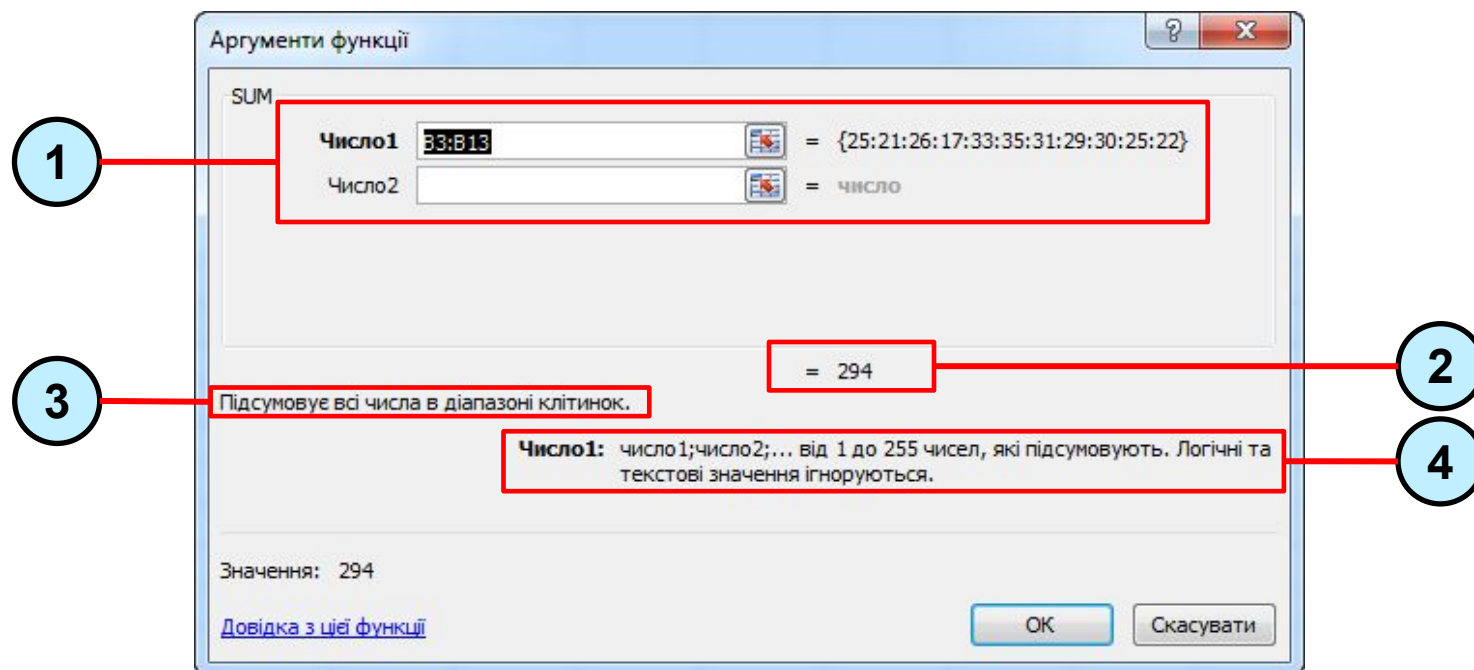 Аргументи функції
SUM
1
Число1 B3:B13 = {25:21:26:17:33:35:31:29:30:25:22}
Число2 = число
= 294
2
3
Підсумовує всі числа в діапазоні клітинок.
Число1: число1;число2;... від 1 до 255 чисел, які підсумовують. Логічні та
4
текстові значення ігноруються.
Значення: 294
Довідка з цієї функції
ОК
Скасувати